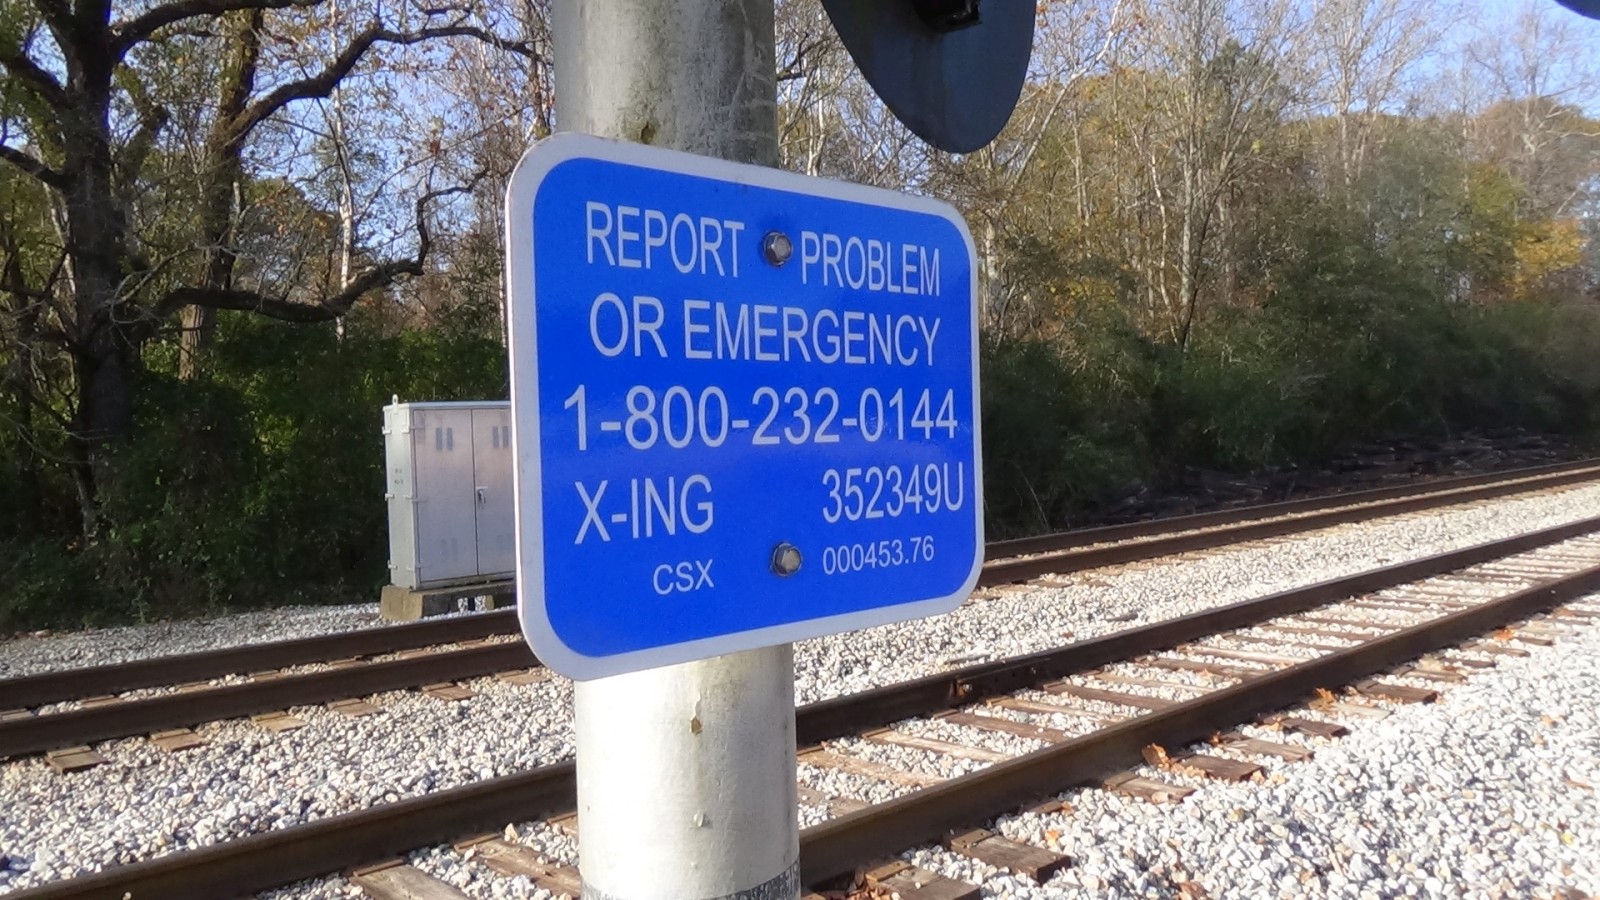 REPORT PROBLEM
OR EMERGENCY
1-800-232-0144
X-ING 352349U
CSX 000453.76